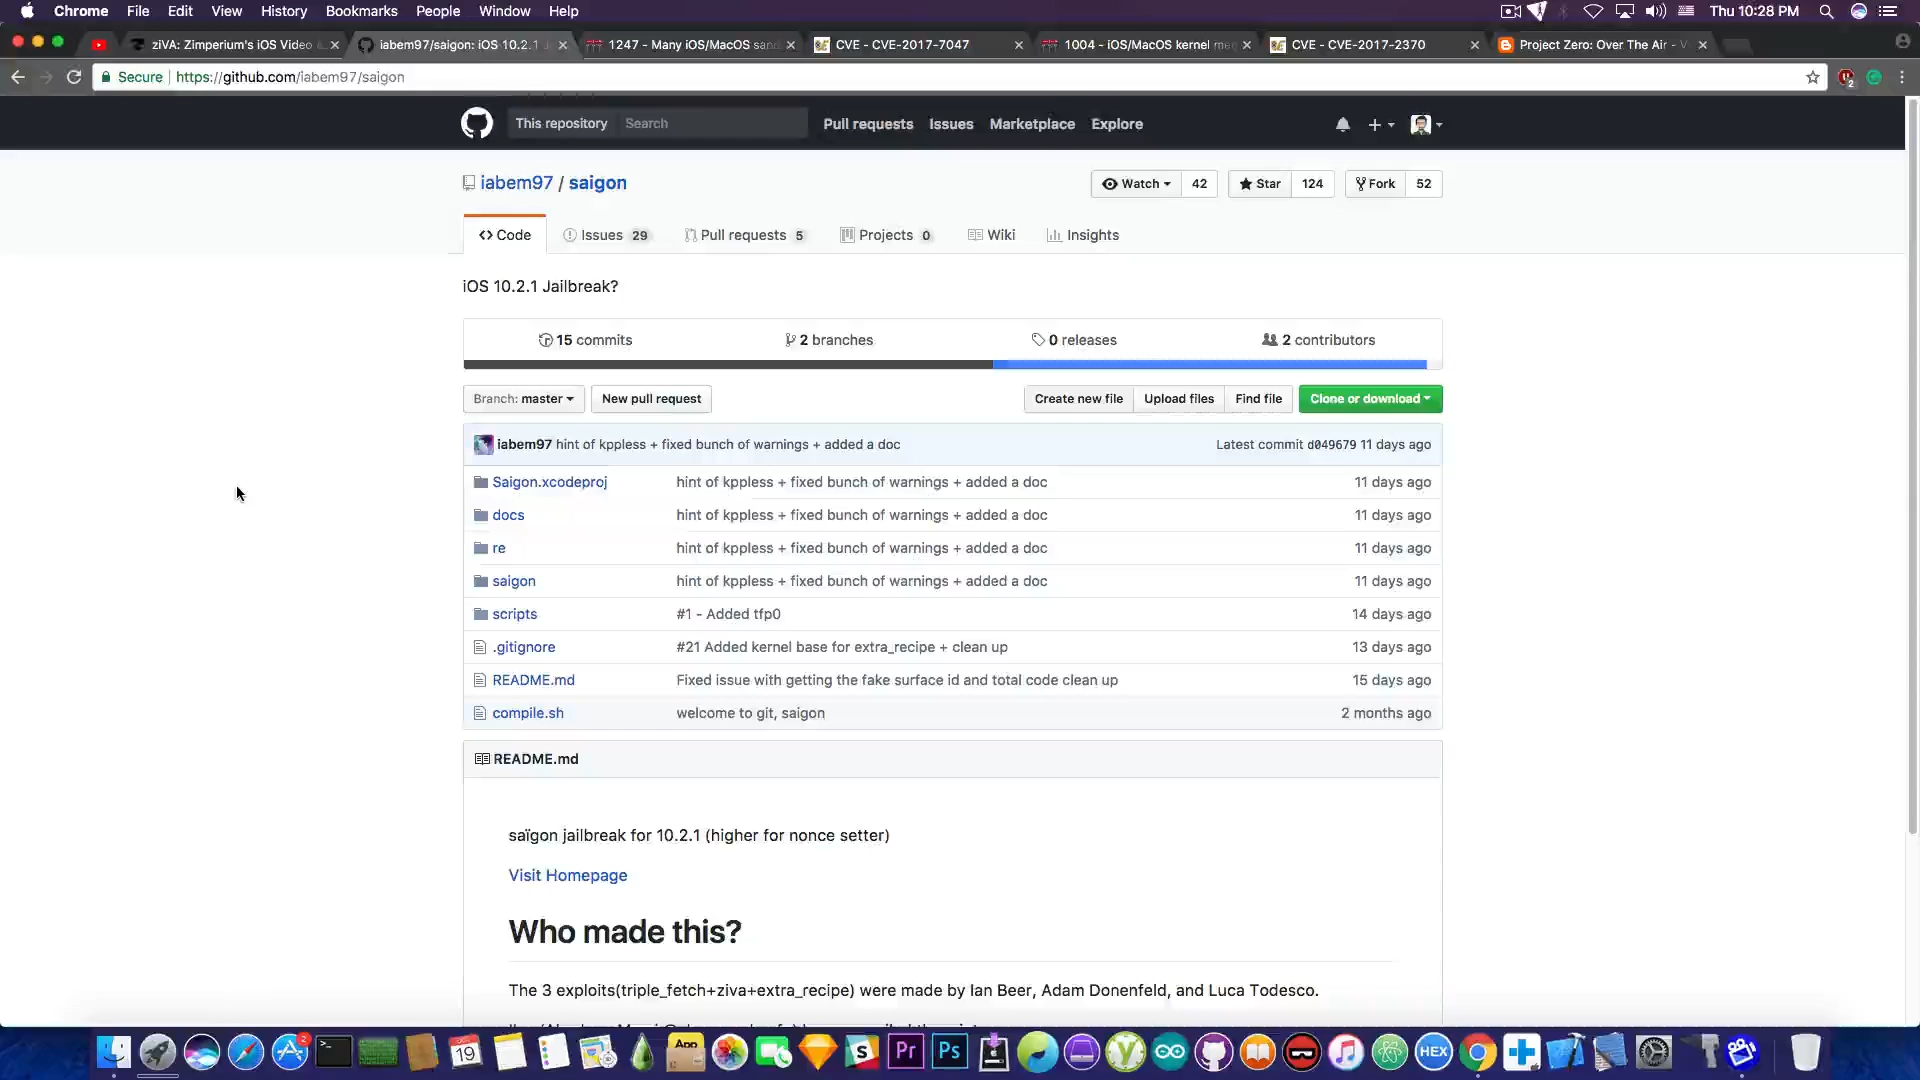 Chrome File Edit View History Bookmarks People Window Help Thu 10:28 PM
ziVA: Zimperium's iOS Video iabem97/saigon: iOS 10.2.1 J 1247 - Many iOS/MacOS san CVE - CVE-2017-7047 1004 - iOS/MacOS kernel me CVE - CVE-2017-2370 Project Zero: Over The Air - V
Secure https://github.com/iabem97/saigon 2
This repository Search Pull requests Issues Marketplace Explore
iabem97 / saigon Watch 42 Star 124 Fork 52
Code Issues 29 Pull requests 5 Projects 0 Wiki Insights
iOS 10.2.1 Jailbreak?
15 commits 2 branches 0 releases 2 contributors
Branch: master New pull request Create new file Upload files Find file Clone or download
iabem97 hint of kppless + fixed bunch of warnings + added a doc Latest commit d049679 11 days ago
Saigon.xcodeproj hint of kppless + fixed bunch of warnings + added a doc 11 days ago
docs hint of kppless + fixed bunch of warnings + added a doc 11 days ago
re hint of kppless + fixed bunch of warnings + added a doc 11 days ago
saigon hint of kppless + fixed bunch of warnings + added a doc 11 days ago
scripts #1 - Added tfp0 14 days ago
.gitignore #21 Added kernel base for extra_recipe + clean up 13 days ago
README.md Fixed issue with getting the fake surface id and total code clean up 15 days ago
compile.sh welcome to git, saigon 2 months ago
README.md
saïgon jailbreak for 10.2.1 (higher for nonce setter)
Visit Homepage
Who made this?
The 3 exploits(triple_fetch+ziva+extra_recipe) were made by Ian Beer, Adam Donenfeld, and Luca Todesco.
2 19 App Pr Ps HEX